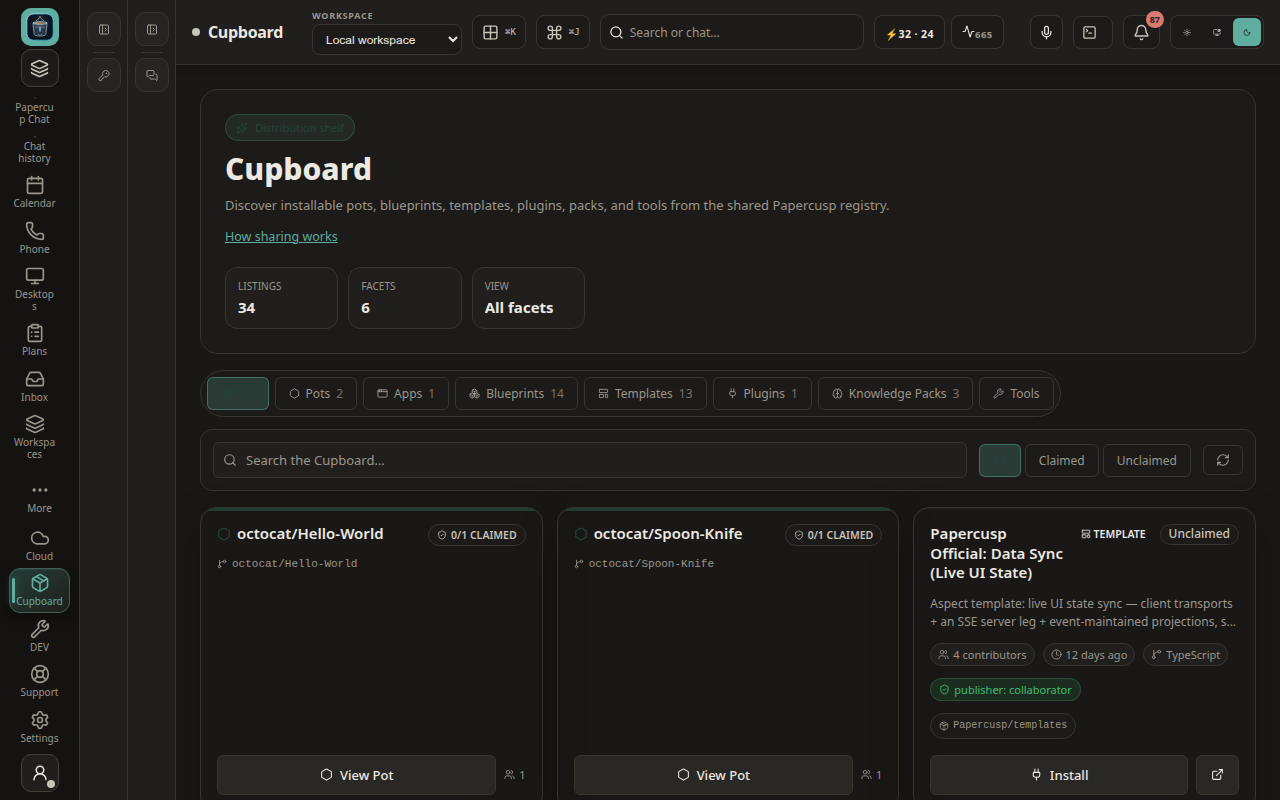 Cupboard
WORKSPACE
Local workspace
⌘K
⌘J
Search or chat...
⚡32 · 24
665
87
Papercu
p Chat
Chat
history
Calendar
Phone
Desktop
s
Plans
Inbox
Workspa
ces
More
Cloud
Cupboard
DEV
Support
Settings
Distribution shelf
Cupboard
Discover installable pots, blueprints, templates, plugins, packs, and tools from the shared Papercusp registry.
How sharing works
LISTINGS
34
FACETS
6
VIEW
All facets
Pots 2
Apps 1
Blueprints 14
Templates 13
Plugins 1
Knowledge Packs 3
Tools
Search the Cupboard...
Claimed
Unclaimed
octocat/Hello-World
0/1 CLAIMED
octocat/Hello-World
View Pot
1
octocat/Spoon-Knife
0/1 CLAIMED
octocat/Spoon-Knife
View Pot
1
Papercusp
Official: Data Sync
(Live UI State)
TEMPLATE
Unclaimed
Aspect template: live UI state sync — client transports
+ an SSE server leg + event-maintained projections, s...
4 contributors
12 days ago
TypeScript
publisher: collaborator
Papercusp/templates
Install